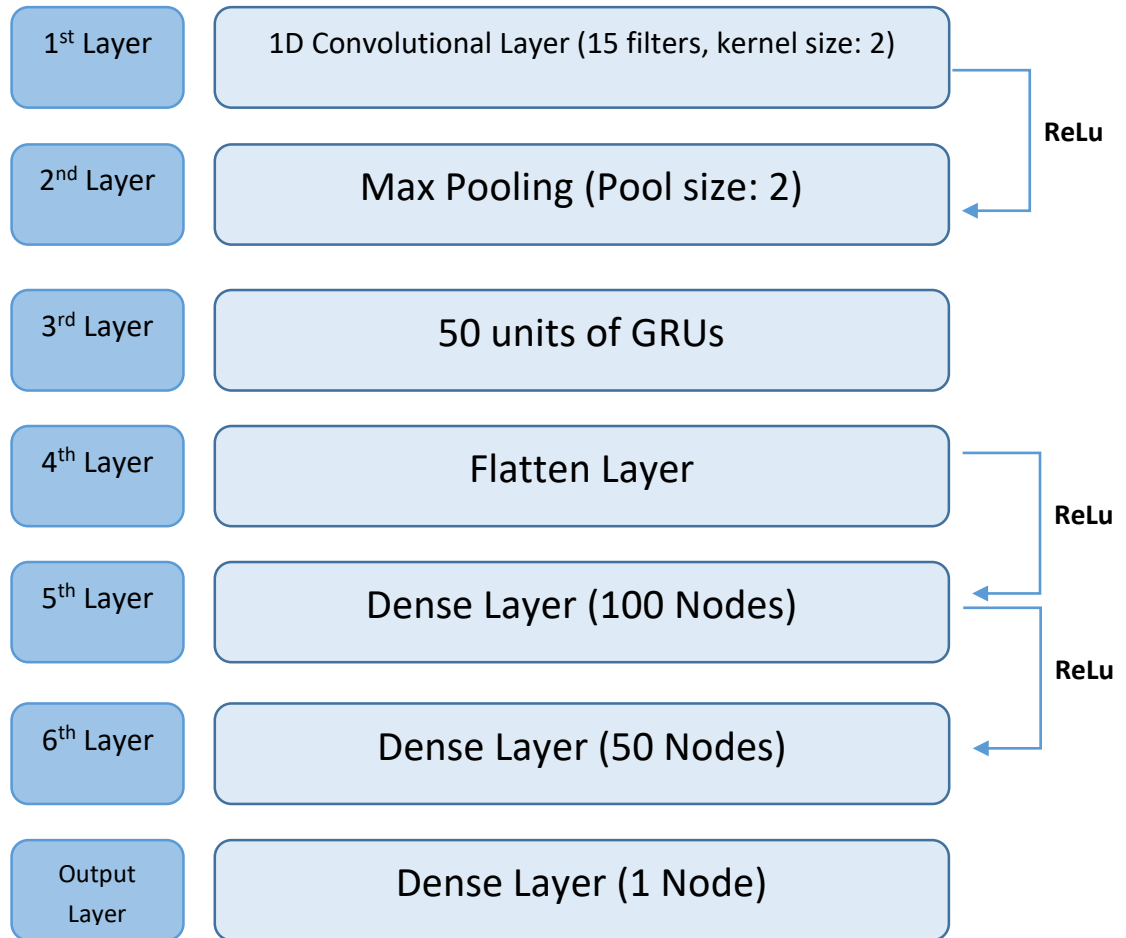 1st Layer
1D Convolutional Layer (15 filters, kernel size: 2)
ReLu
2nd Layer
Max Pooling (Pool size: 2)
3rd Layer
50 units of GRUs
4th Layer
Flatten Layer
ReLu
5th Layer
Dense Layer (100 Nodes)
ReLu
6th Layer
Dense Layer (50 Nodes)
Output
Layer
Dense Layer (1 Node)